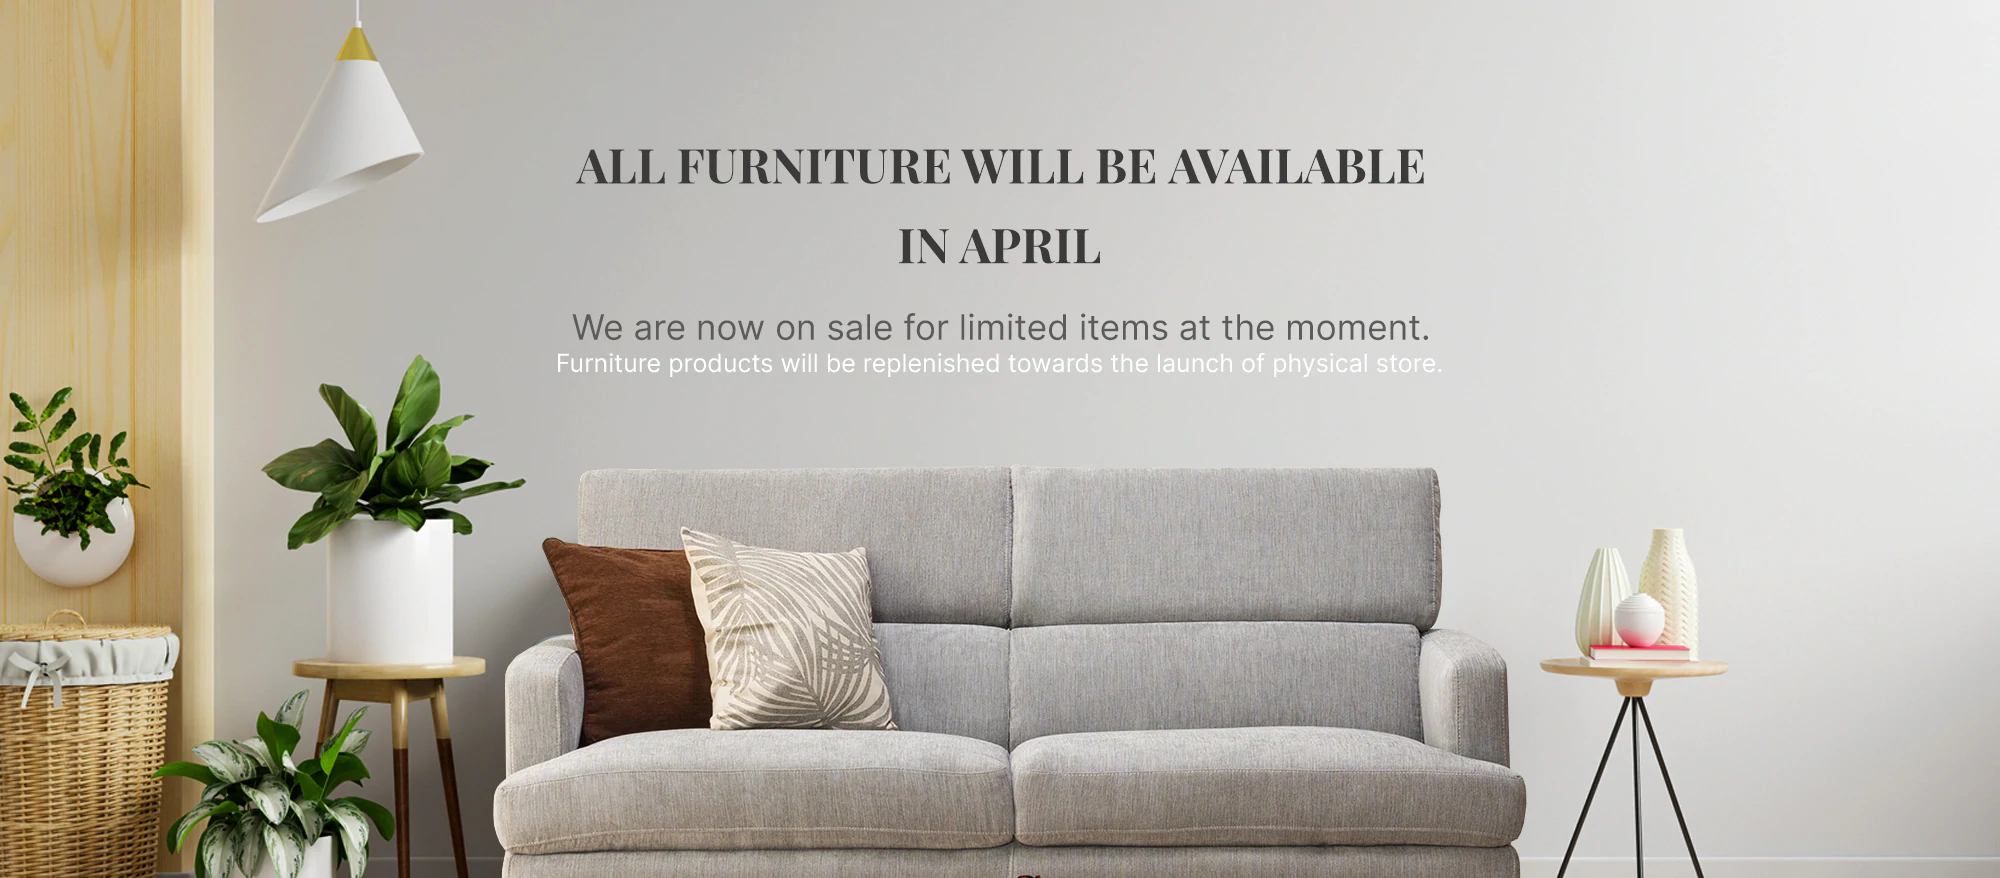 ALL FURNITURE WILL BE AVAILABLE
IN APRIL
We are now on sale for limited items at the moment.
Furniture products will be replenished towards the launch of physical store.